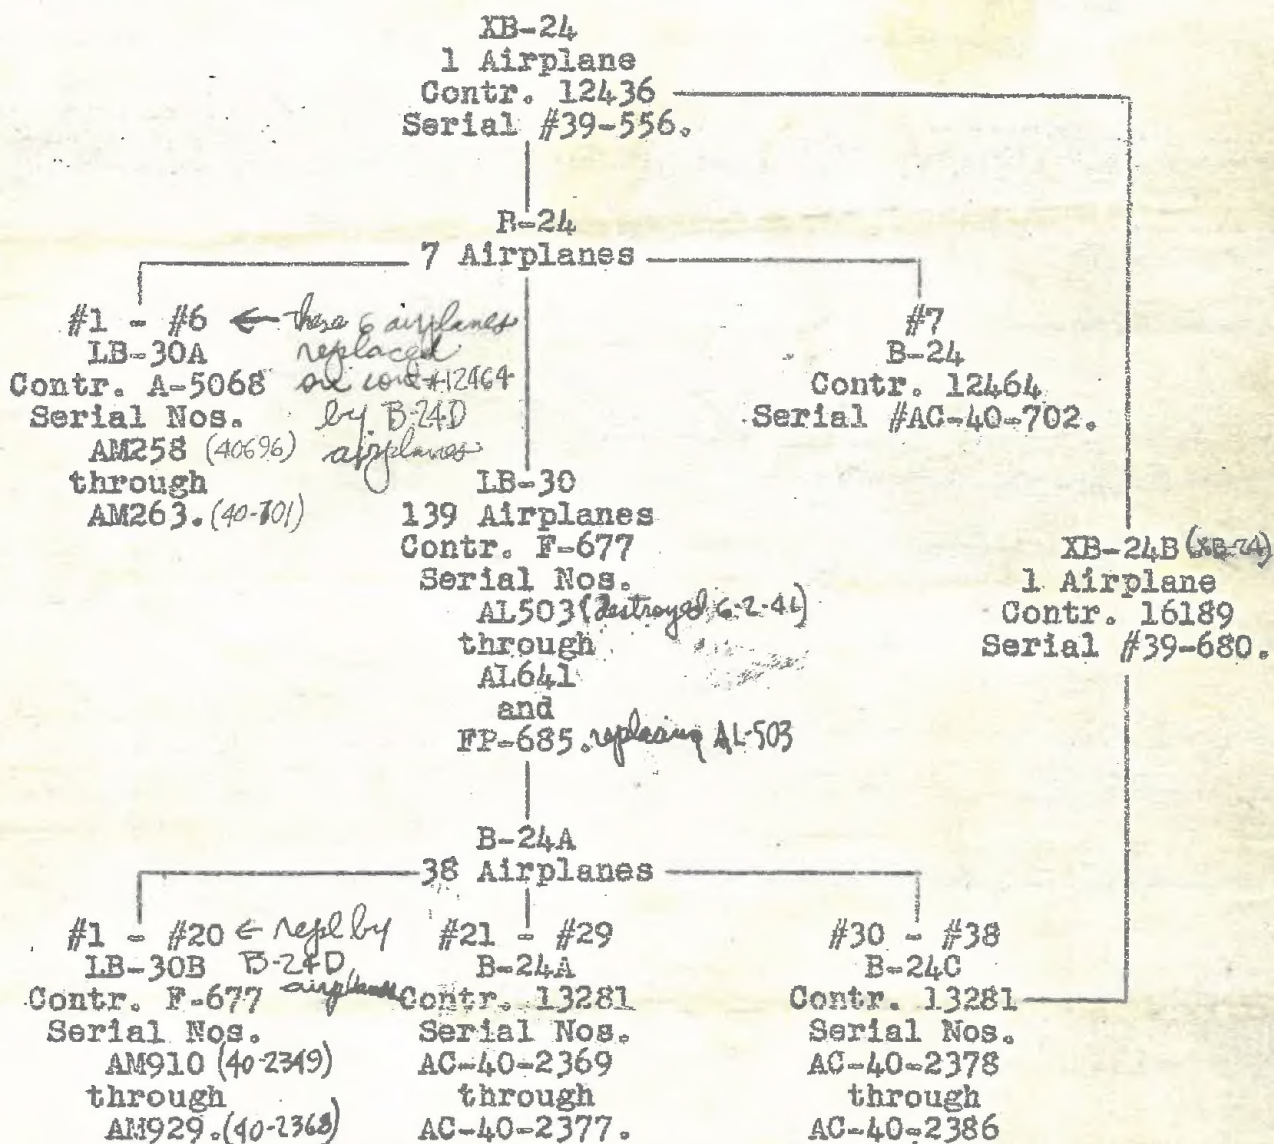 XB-24
1 Airplane
Contr. 12436
Serial #39-556.
B-24
7 Airplanes
#1 - #6 ← these 6 airplanes
LB-30A replaced
Contr. A-5068 on cont #12464
Serial Nos. by B-24D
AM258 (40696) airplanes
through
AM263. (40-701)
#7
B-24
Contr. 12464
Serial #AC-40-702.
LB-30
139 Airplanes
Contr. F-677
Serial Nos.
AL503 (Destroyed 6-2-41)
through
AL641
and
FP-685. replacing AL-503
XB-24B (XB-24)
1 Airplane
Contr. 16189
Serial #39-680.
B-24A
38 Airplanes
#1 - #20 ← repl by
LB-30B B-24D
Contr. F-677 airplanes
Serial Nos.
AM910 (40-2349)
through
AM929. (40-2368)
#21 - #29
B-24A
Contr. 13281
Serial Nos.
AC-40-2369
through
AC-40-2377.
#30 - #38
B-24C
Contr. 13281
Serial Nos.
AC-40-2378
through
AC-40-2386